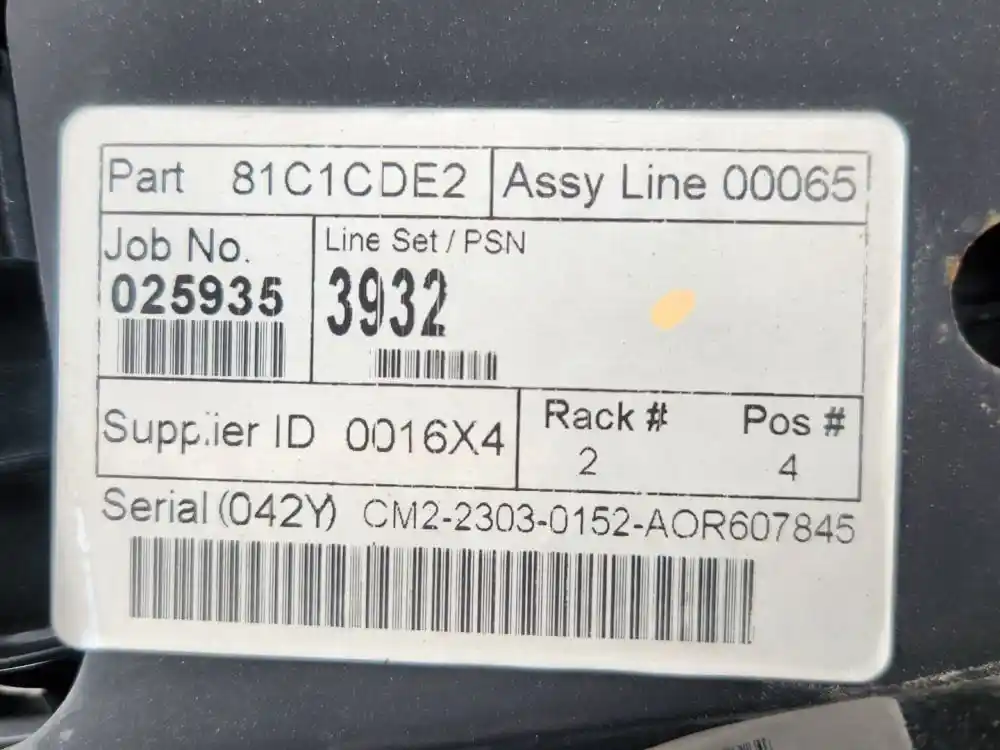 Part 81C1CDE2
Assy Line 00065
Job No.
025935
Line Set / PSN
3932
Supplier ID 0016X4
Rack #
2
Pos #
4
Serial (042Y) CM2-2303-0152-AOR607845